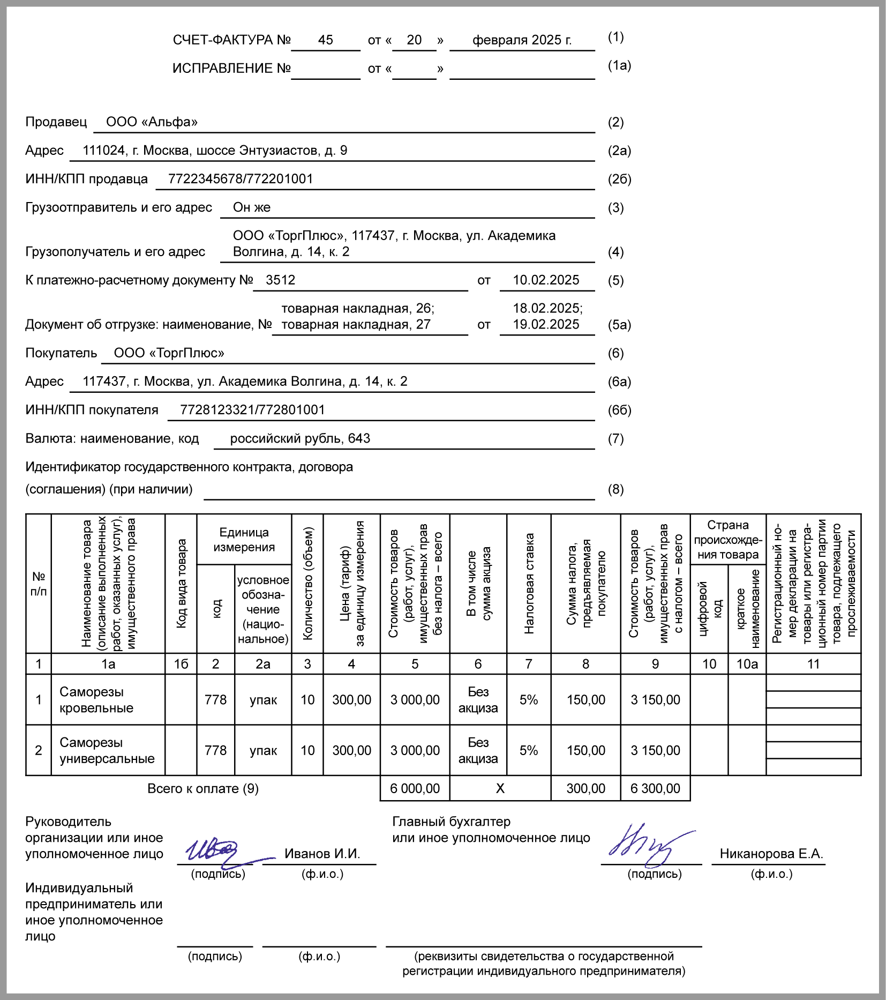 СЧЕТ-ФАКТУРА № 45 от « 20 » февраля 2025 г. (1)
ИСПРАВЛЕНИЕ № от « » (1а)
Продавец ООО «Альфа» (2)
Адрес 111024, г. Москва, шоссе Энтузиастов, д. 9 (2а)
ИНН/КПП продавца 7722345678/772201001 (2б)
Грузоотправитель и его адрес Он же (3)
ООО «ТоргПлюс», 117437, г. Москва, ул. Академика
Грузополучатель и его адрес Волгина, д. 14, к. 2 (4)
К платежно-расчетному документу № 3512 от 10.02.2025 (5)
товарная накладная, 26; 18.02.2025;
Документ об отгрузке: наименование, № товарная накладная, 27 от 19.02.2025 (5а)
Покупатель ООО «ТоргПлюс» (6)
Адрес 117437, г. Москва, ул. Академика Волгина, д. 14, к. 2 (6а)
ИНН/КПП покупателя 7728123321/772801001 (6б)
Валюта: наименование, код российский рубль, 643 (7)
Идентификатор государственного контракта, договора
(соглашения) (при наличии) (8)
№
п/п
Наименование товара
(описание выполненных
работ, оказанных услуг),
имущественного права
Код вида товара
Единица
измерения
код
условное
обозна-
чение
(нацио-
нальное)
Количество (объем)
Цена (тариф)
за единицу измерения
Стоимость товаров
(работ, услуг),
имущественных прав
без налога – всего
В том числе
сумма акциза
Налоговая ставка
Сумма налога,
предъявляемая
покупателю
Стоимость товаров
(работ, услуг),
имущественных прав
с налогом – всего
Страна
происхожде-
ния товара
цифровой
код
краткое
наименование
Регистрационный но-
мер декларации на
товары или регистра-
ционный номер партии
товара, подлежащего
прослеживаемости
1 1а 1б 2 2а 3 4 5 6 7 8 9 10 10а 11
1 Саморезы кровельные 778 упак 10 300,00 3 000,00 Без акциза 5% 150,00 3 150,00
2 Саморезы универсальные 778 упак 10 300,00 3 000,00 Без акциза 5% 150,00 3 150,00
Всего к оплате (9) 6 000,00 X 300,00 6 300,00
Руководитель
организации или иное
уполномоченное лицо Иванов И.И.
(подпись) (ф.и.о.)
Главный бухгалтер
или иное уполномоченное лицо Никанорова Е.А.
(подпись) (ф.и.о.)
Индивидуальный
предприниматель или
иное уполномоченное
лицо
(подпись) (ф.и.о.) (реквизиты свидетельства о государственной
регистрации индивидуального предпринимателя)